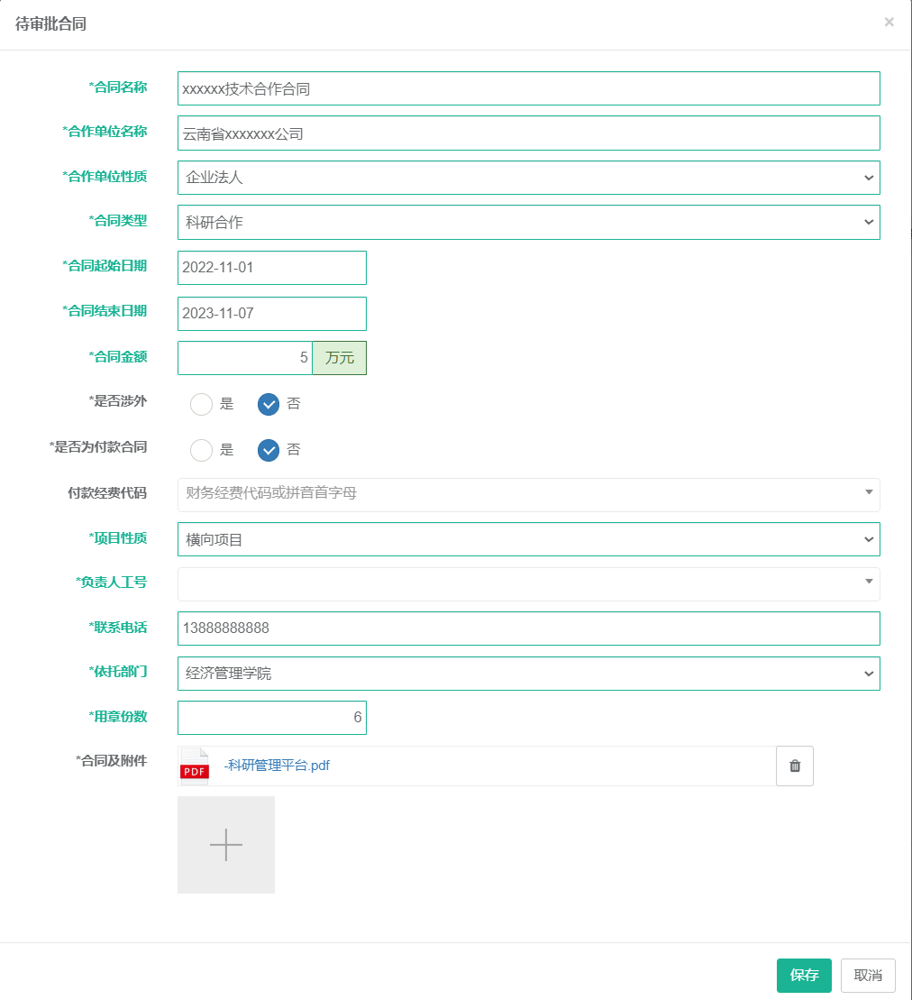 待审批合同 ×
*合同名称 xxxxxx技术合作合同
*合作单位名称 云南省xxxxxxx公司
*合作单位性质 企业法人
*合同类型 科研合作
*合同起始日期 2022-11-01
*合同结束日期 2023-11-07
*合同金额 5 万元
*是否涉外 是 否
*是否为付款合同 是 否
付款经费代码 财务经费代码或拼音首字母
*项目性质 横向项目
*负责人工号
*联系电话 13888888888
*依托部门 经济管理学院
*用章份数 6
*合同及附件 PDF -科研管理平台.pdf
保存 取消